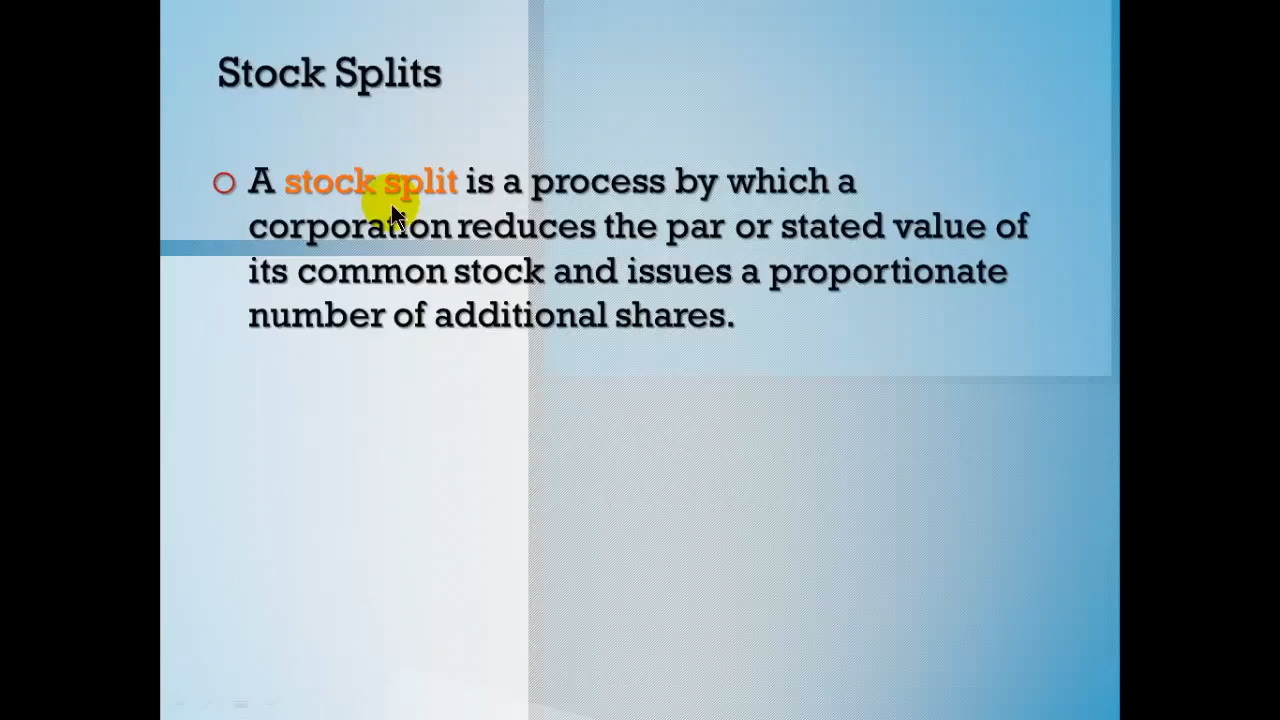 Stock Splits
A stock split is a process by which a
corporation reduces the par or stated value of
its common stock and issues a proportionate
number of additional shares.